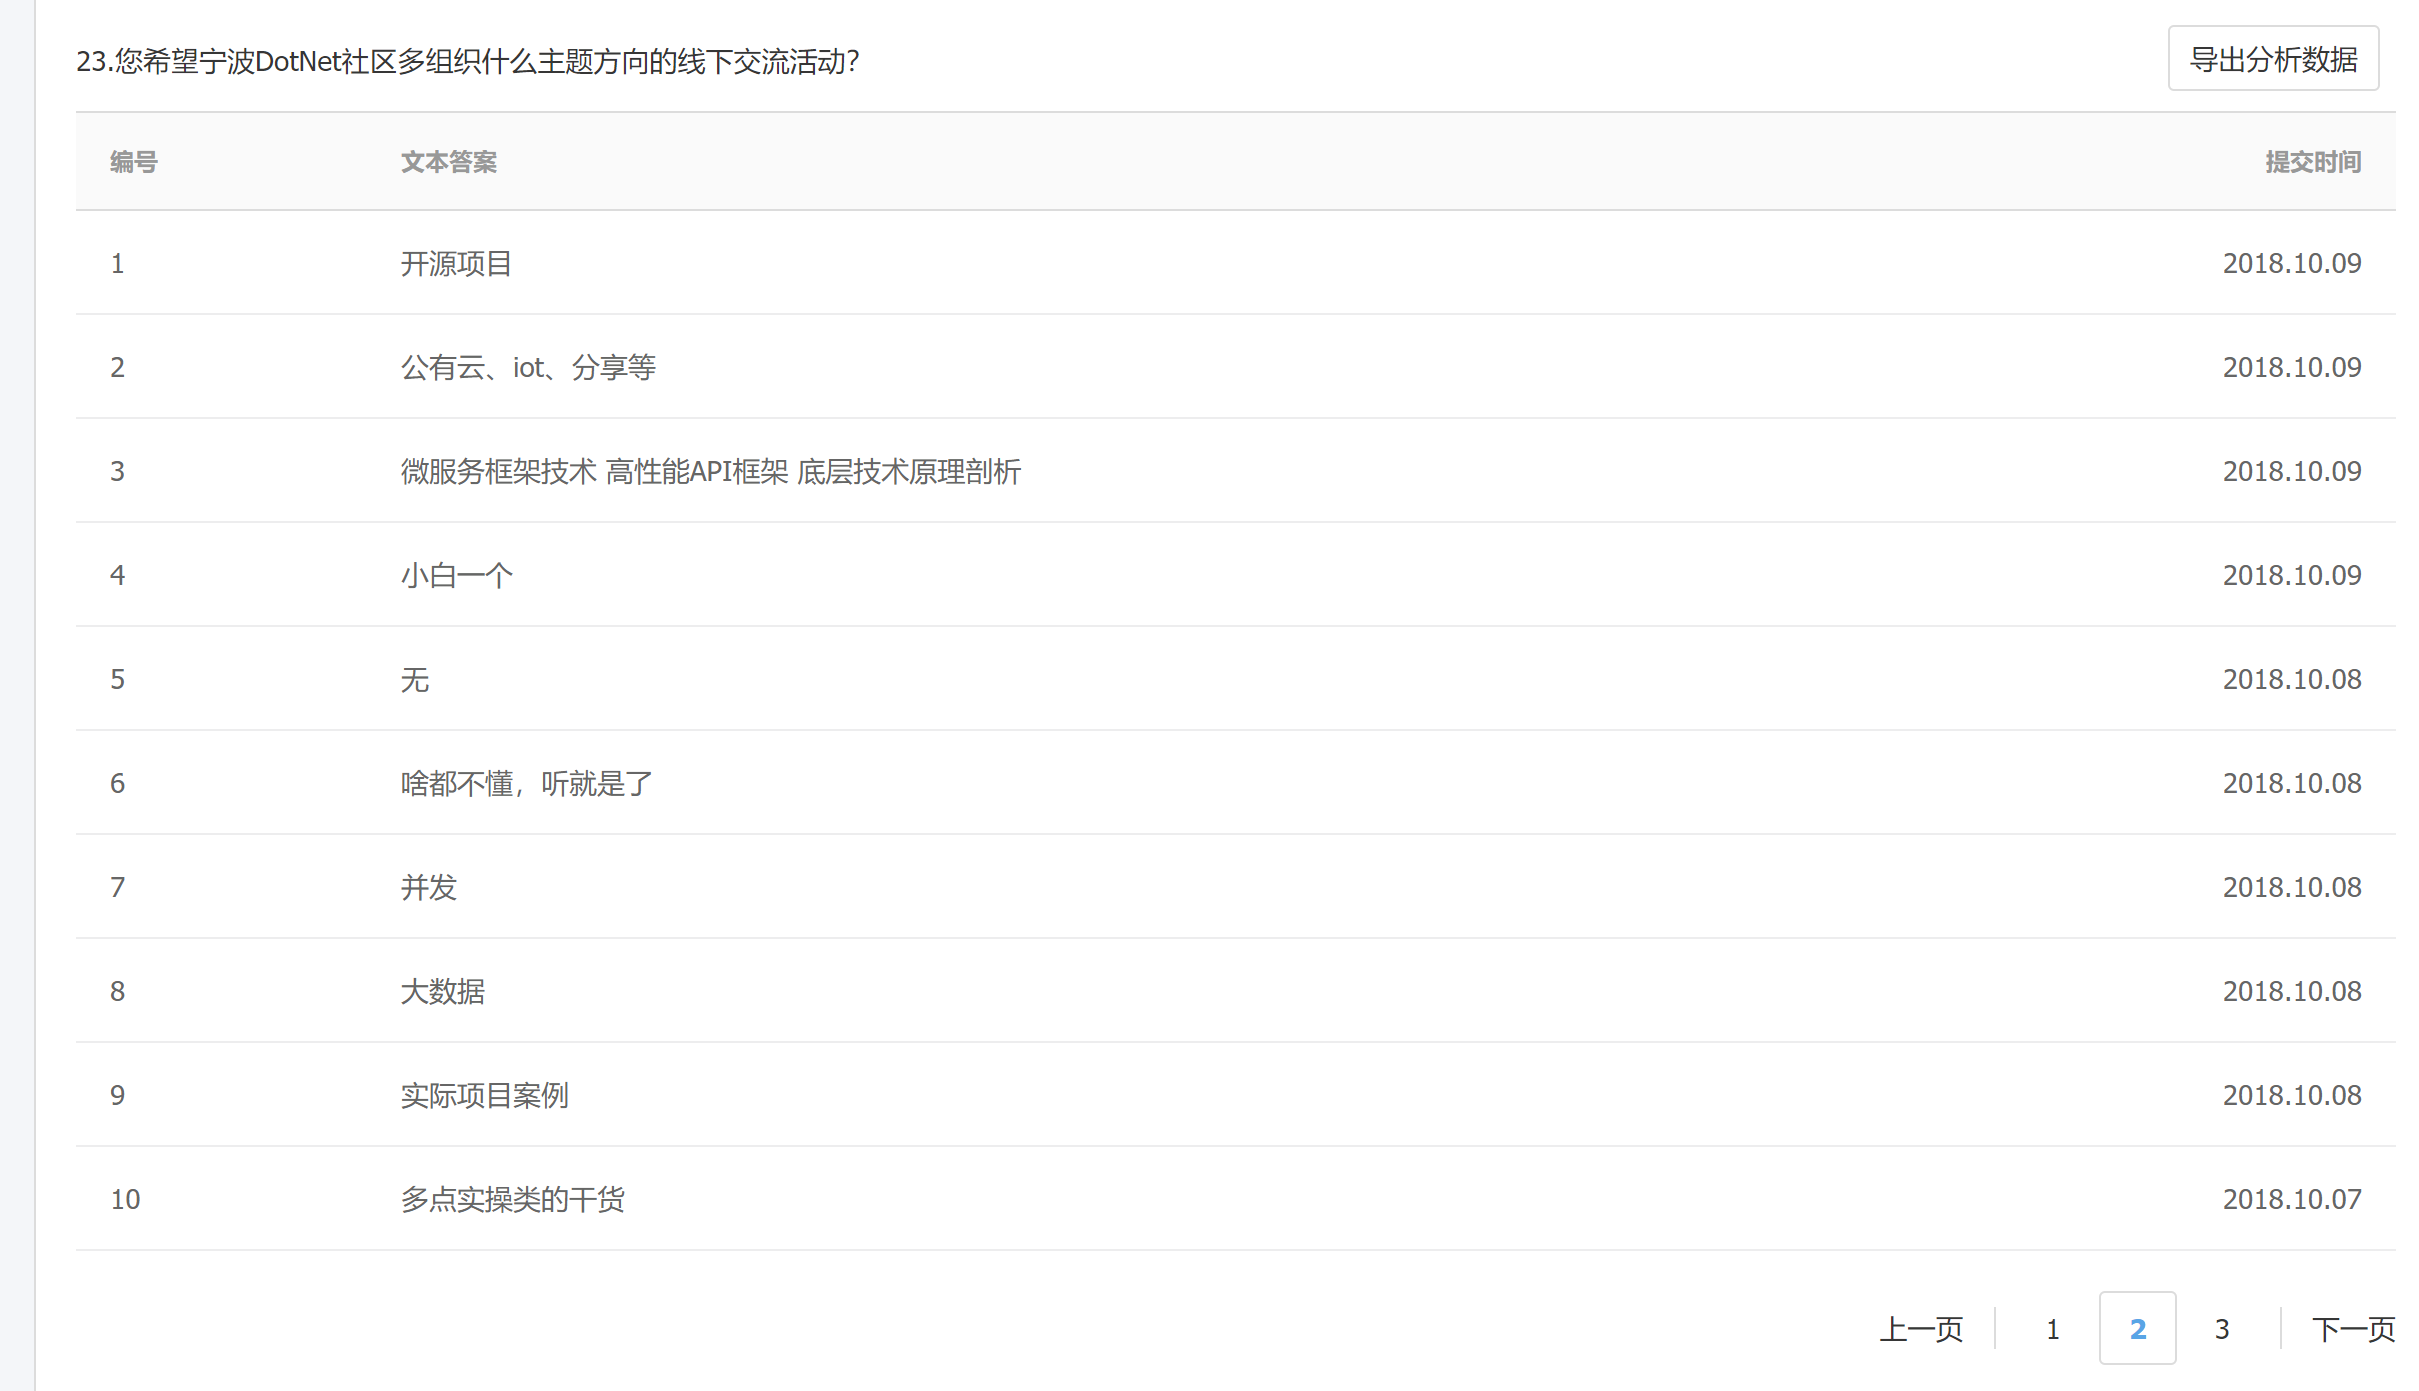 23.您希望宁波DotNet社区多组织什么主题方向的线下交流活动?
导出分析数据
编号 文本答案 提交时间
1 开源项目 2018.10.09
2 公有云、iot、分享等 2018.10.09
3 微服务框架技术 高性能API框架 底层技术原理剖析 2018.10.09
4 小白一个 2018.10.09
5 无 2018.10.08
6 啥都不懂，听就是了 2018.10.08
7 并发 2018.10.08
8 大数据 2018.10.08
9 实际项目案例 2018.10.08
10 多点实操类的干货 2018.10.07
上一页 1 2 3 下一页